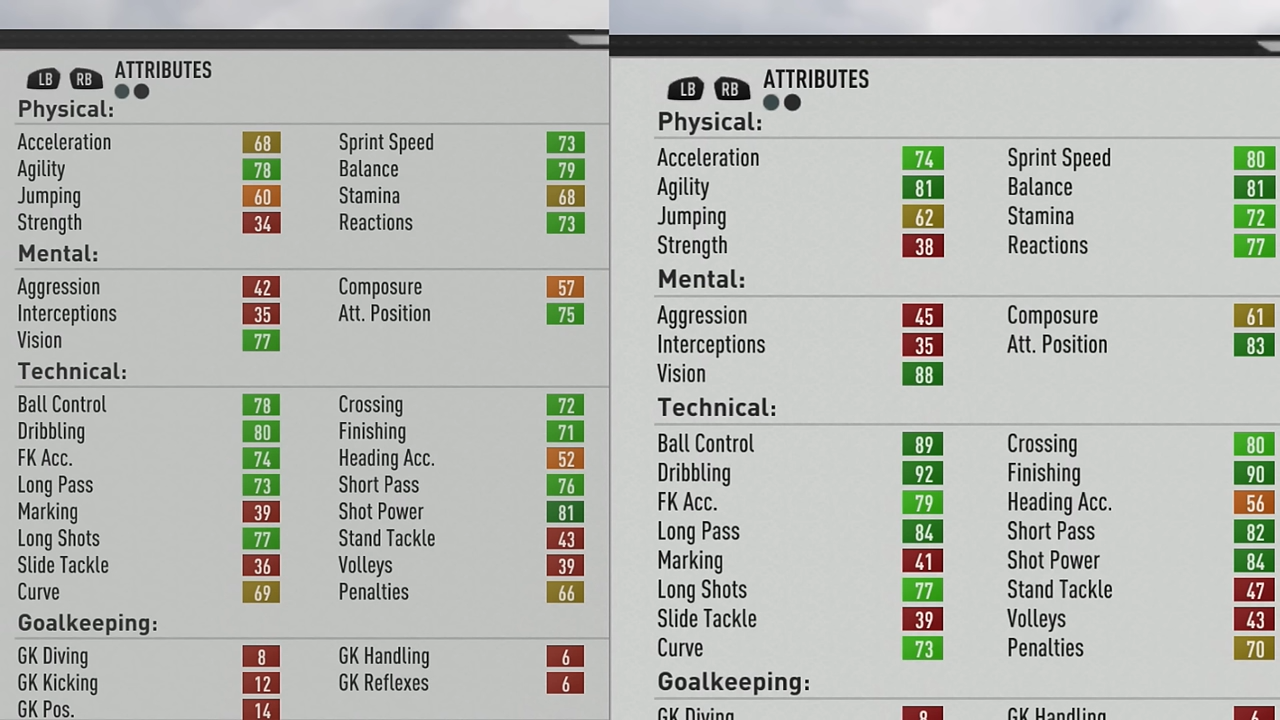 LB RB ATTRIBUTES
Physical:
Acceleration 68 Sprint Speed 73
Agility 78 Balance 79
Jumping 60 Stamina 68
Strength 34 Reactions 73
Mental:
Aggression 42 Composure 57
Interceptions 35 Att. Position 75
Vision 77
Technical:
Ball Control 78 Crossing 72
Dribbling 80 Finishing 71
FK Acc. 74 Heading Acc. 52
Long Pass 73 Short Pass 76
Marking 39 Shot Power 81
Long Shots 77 Stand Tackle 43
Slide Tackle 36 Volleys 39
Curve 69 Penalties 66
Goalkeeping:
GK Diving 8 GK Handling 6
GK Kicking 12 GK Reflexes 6
GK Pos. 14
LB RB ATTRIBUTES
Physical:
Acceleration 74 Sprint Speed 80
Agility 81 Balance 81
Jumping 62 Stamina 72
Strength 38 Reactions 77
Mental:
Aggression 45 Composure 61
Interceptions 35 Att. Position 83
Vision 88
Technical:
Ball Control 89 Crossing 80
Dribbling 92 Finishing 90
FK Acc. 79 Heading Acc. 56
Long Pass 84 Short Pass 82
Marking 41 Shot Power 84
Long Shots 77 Stand Tackle 47
Slide Tackle 39 Volleys 43
Curve 73 Penalties 70
Goalkeeping:
GK Diving 8 GK Handling 6